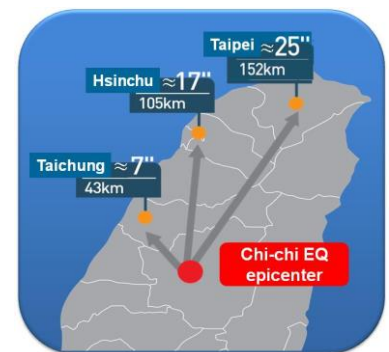 Taipei ≈25"
152km
Hsinchu ≈17"
105km
Taichung ≈7"
43km
Chi-chi EQ
epicenter